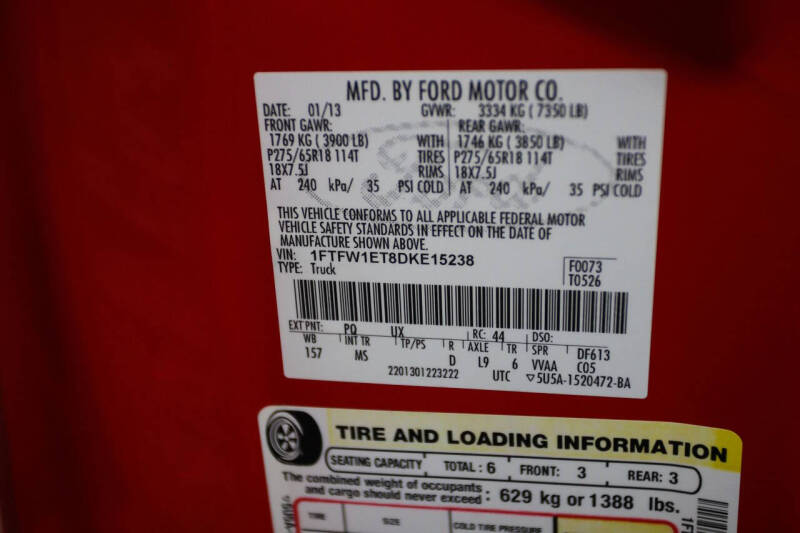 MFD. BY FORD MOTOR CO.
DATE: 01/13 GVWR: 3334 KG ( 7350 LB)
FRONT GAWR: REAR GAWR:
1769 KG ( 3900 LB) WITH 1746 KG ( 3850 LB) WITH
P275/65R18 114T TIRES P275/65R18 114T TIRES
18X7.5J RIMS 18X7.5J RIMS
AT 240 kPa/ 35 PSI COLD AT 240 kPa/ 35 PSI COLD
THIS VEHICLE CONFORMS TO ALL APPLICABLE FEDERAL MOTOR
VEHICLE SAFETY STANDARDS IN EFFECT ON THE DATE OF
MANUFACTURE SHOWN ABOVE.
VIN: 1FTFW1ET8DKE15238
TYPE: Truck
F0073
T0526
EXT PNT: PQ UX RC: 44 DSO:
WB INT TR TP/PS R AXLE TR SPR DF613
157 MS D L9 6 VVAA C05
2201301223222 UTC ▽5U5A-1520472-BA
TIRE AND LOADING INFORMATION
SEATING CAPACITY TOTAL : 6 FRONT: 3 REAR: 3
The combined weight of occupants
and cargo should never exceed : 629 kg or 1388 lbs.
TIRE SIZE COLD TIRE PRESSURE